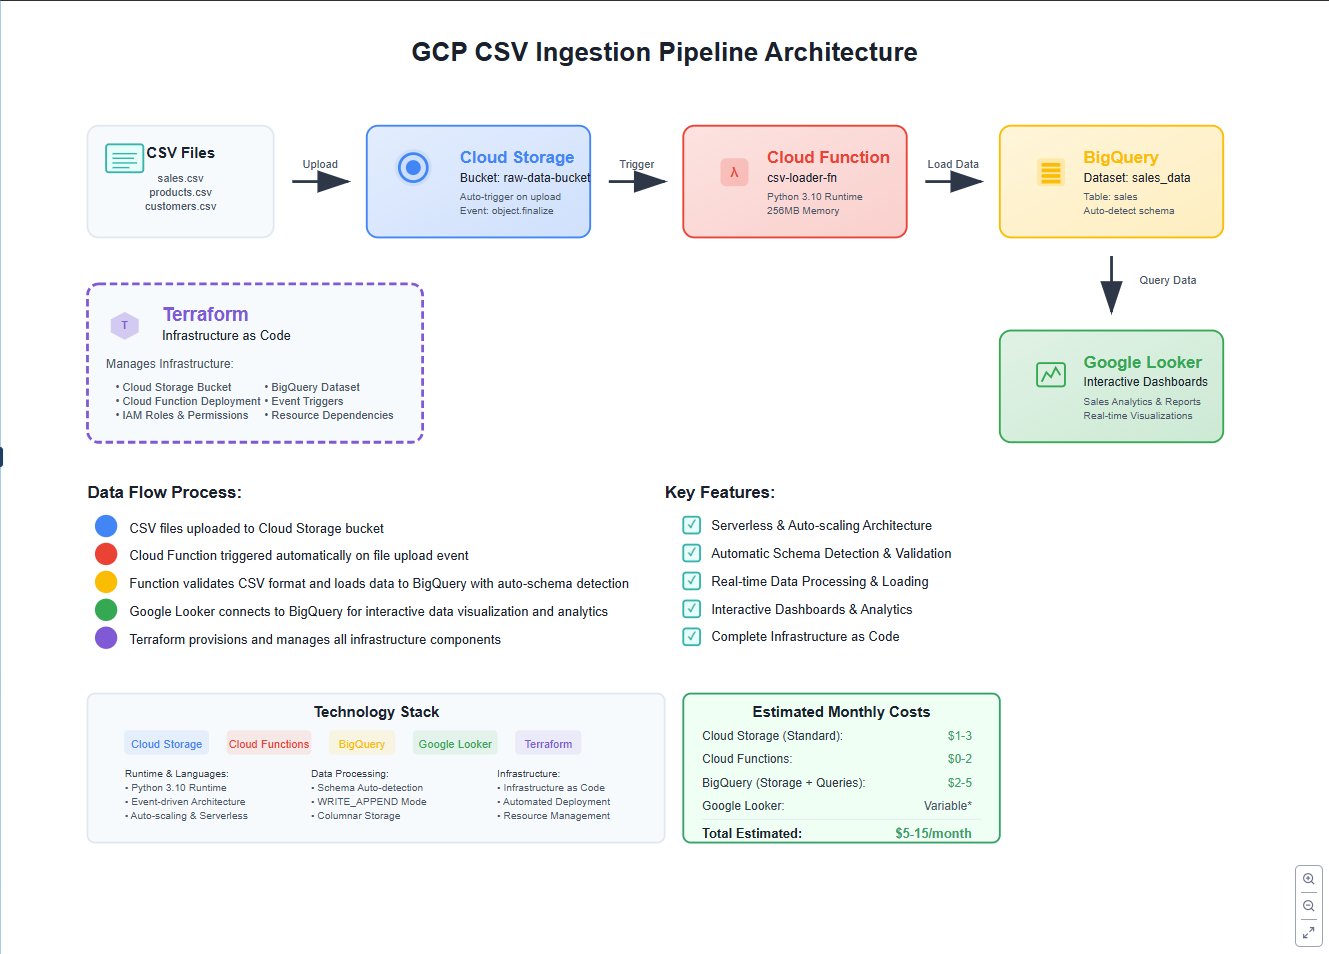 GCP CSV Ingestion Pipeline Architecture
CSV Files
sales.csv
products.csv
customers.csv
Upload
Cloud Storage
Bucket: raw-data-bucket
Auto-trigger on upload
Event: object.finalize
Trigger
λ
Cloud Function
csv-loader-fn
Python 3.10 Runtime
256MB Memory
Load Data
BigQuery
Dataset: sales_data
Table: sales
Auto-detect schema
Query Data
Google Looker
Interactive Dashboards
Sales Analytics & Reports
Real-time Visualizations
T
Terraform
Infrastructure as Code
Manages Infrastructure:
• Cloud Storage Bucket
• Cloud Function Deployment
• IAM Roles & Permissions
• BigQuery Dataset
• Event Triggers
• Resource Dependencies
Data Flow Process:
CSV files uploaded to Cloud Storage bucket
Cloud Function triggered automatically on file upload event
Function validates CSV format and loads data to BigQuery with auto-schema detection
Google Looker connects to BigQuery for interactive data visualization and analytics
Terraform provisions and manages all infrastructure components
Key Features:
✓ Serverless & Auto-scaling Architecture
✓ Automatic Schema Detection & Validation
✓ Real-time Data Processing & Loading
✓ Interactive Dashboards & Analytics
✓ Complete Infrastructure as Code
Technology Stack
Cloud Storage
Cloud Functions
BigQuery
Google Looker
Terraform
Runtime & Languages:
• Python 3.10 Runtime
• Event-driven Architecture
• Auto-scaling & Serverless
Data Processing:
• Schema Auto-detection
• WRITE_APPEND Mode
• Columnar Storage
Infrastructure:
• Infrastructure as Code
• Automated Deployment
• Resource Management
Estimated Monthly Costs
Cloud Storage (Standard): $1-3
Cloud Functions: $0-2
BigQuery (Storage + Queries): $2-5
Google Looker: Variable*
Total Estimated: $5-15/month